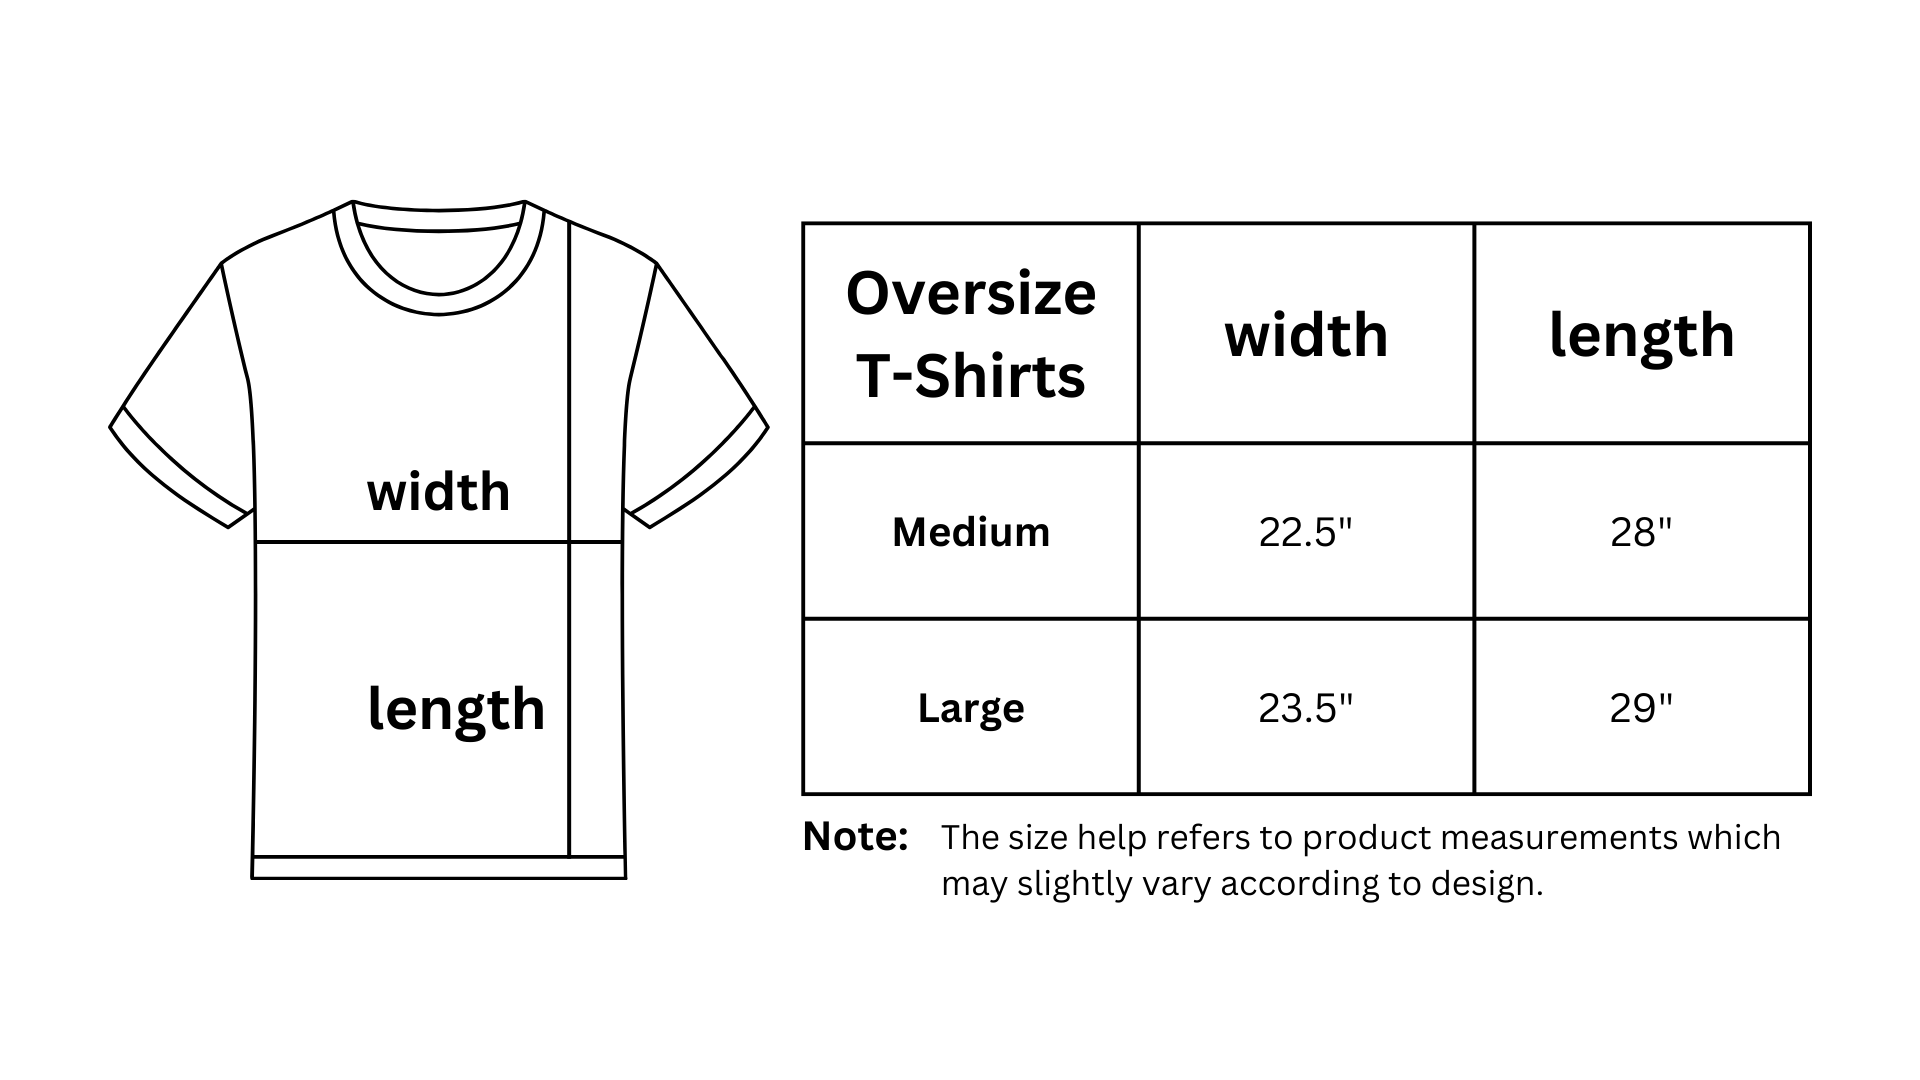 width
length
Oversize
T-Shirts
width
length
Medium
22.5"
28"
Large
23.5"
29"
Note: The size help refers to product measurements which
may slightly vary according to design.